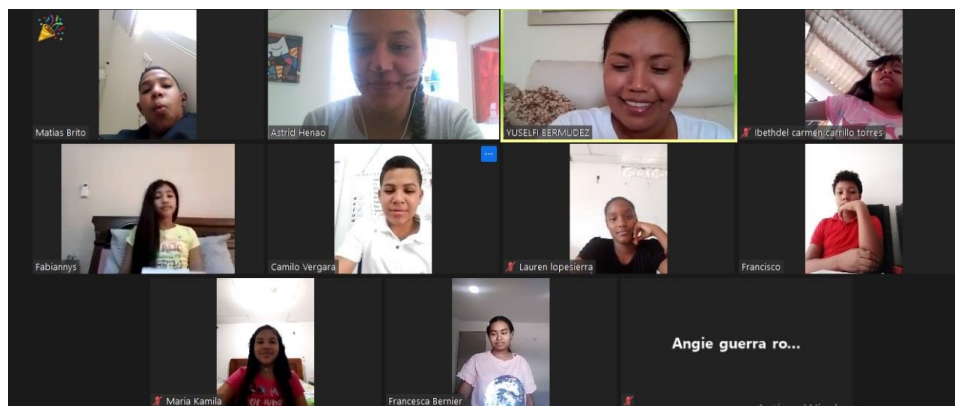 Matias Brito
Astrid Henao
YUSELFI BERMUDEZ
Ibethdel carmen carrillo torres
Fabiannys
Camilo Vergara
Lauren lopesierra
Francisco
Maria Kamila
Francesca Bernier
Angie guerra ro...